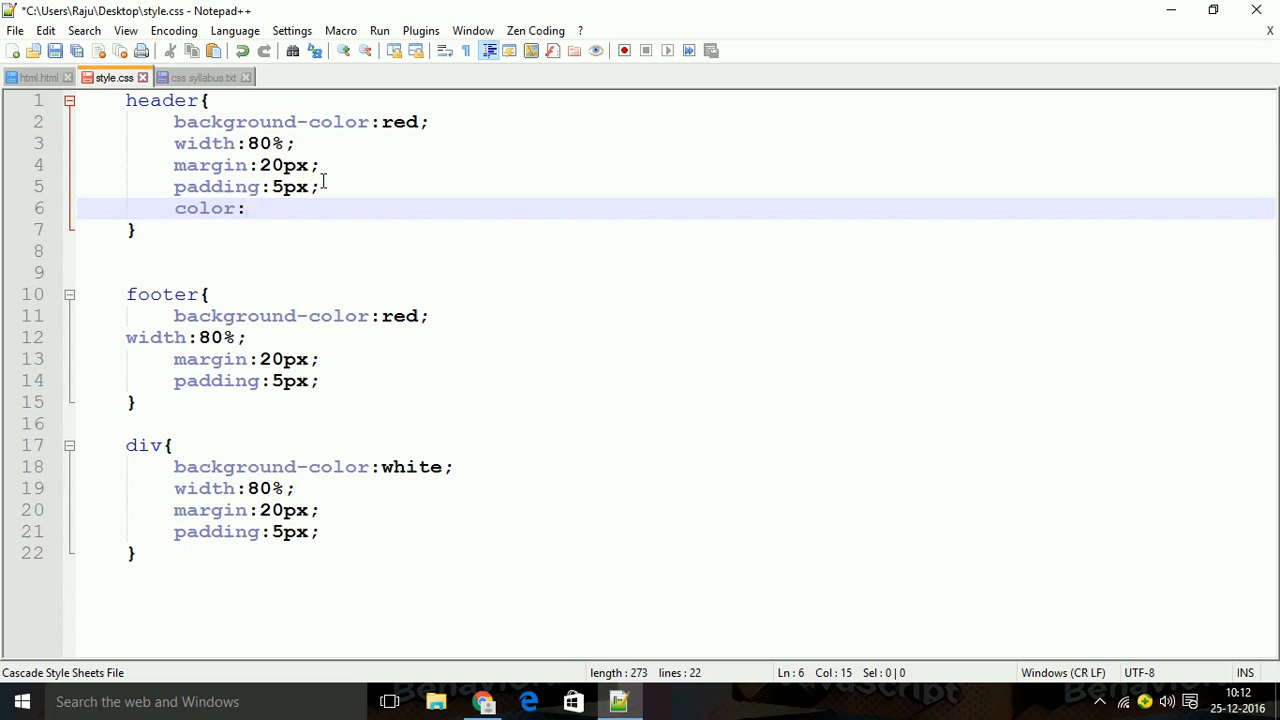 *C:\Users\Raju\Desktop\style.css - Notepad++
File Edit Search View Encoding Language Settings Macro Run Plugins Window Zen Coding ? X
html.html style.css css syllabus.txt
1 header{
2 background-color:red;
3 width:80%;
4 margin:20px;
5 padding:5px;
6 color:
7 }
8
9
10 footer{
11 background-color:red;
12 width:80%;
13 margin:20px;
14 padding:5px;
15 }
16
17 div{
18 background-color:white;
19 width:80%;
20 margin:20px;
21 padding:5px;
22 }
Cascade Style Sheets File length : 273 lines : 22 Ln : 6 Col : 15 Sel : 0 | 0 Windows (CR LF) UTF-8 INS
Search the web and Windows 10:12
25-12-2016